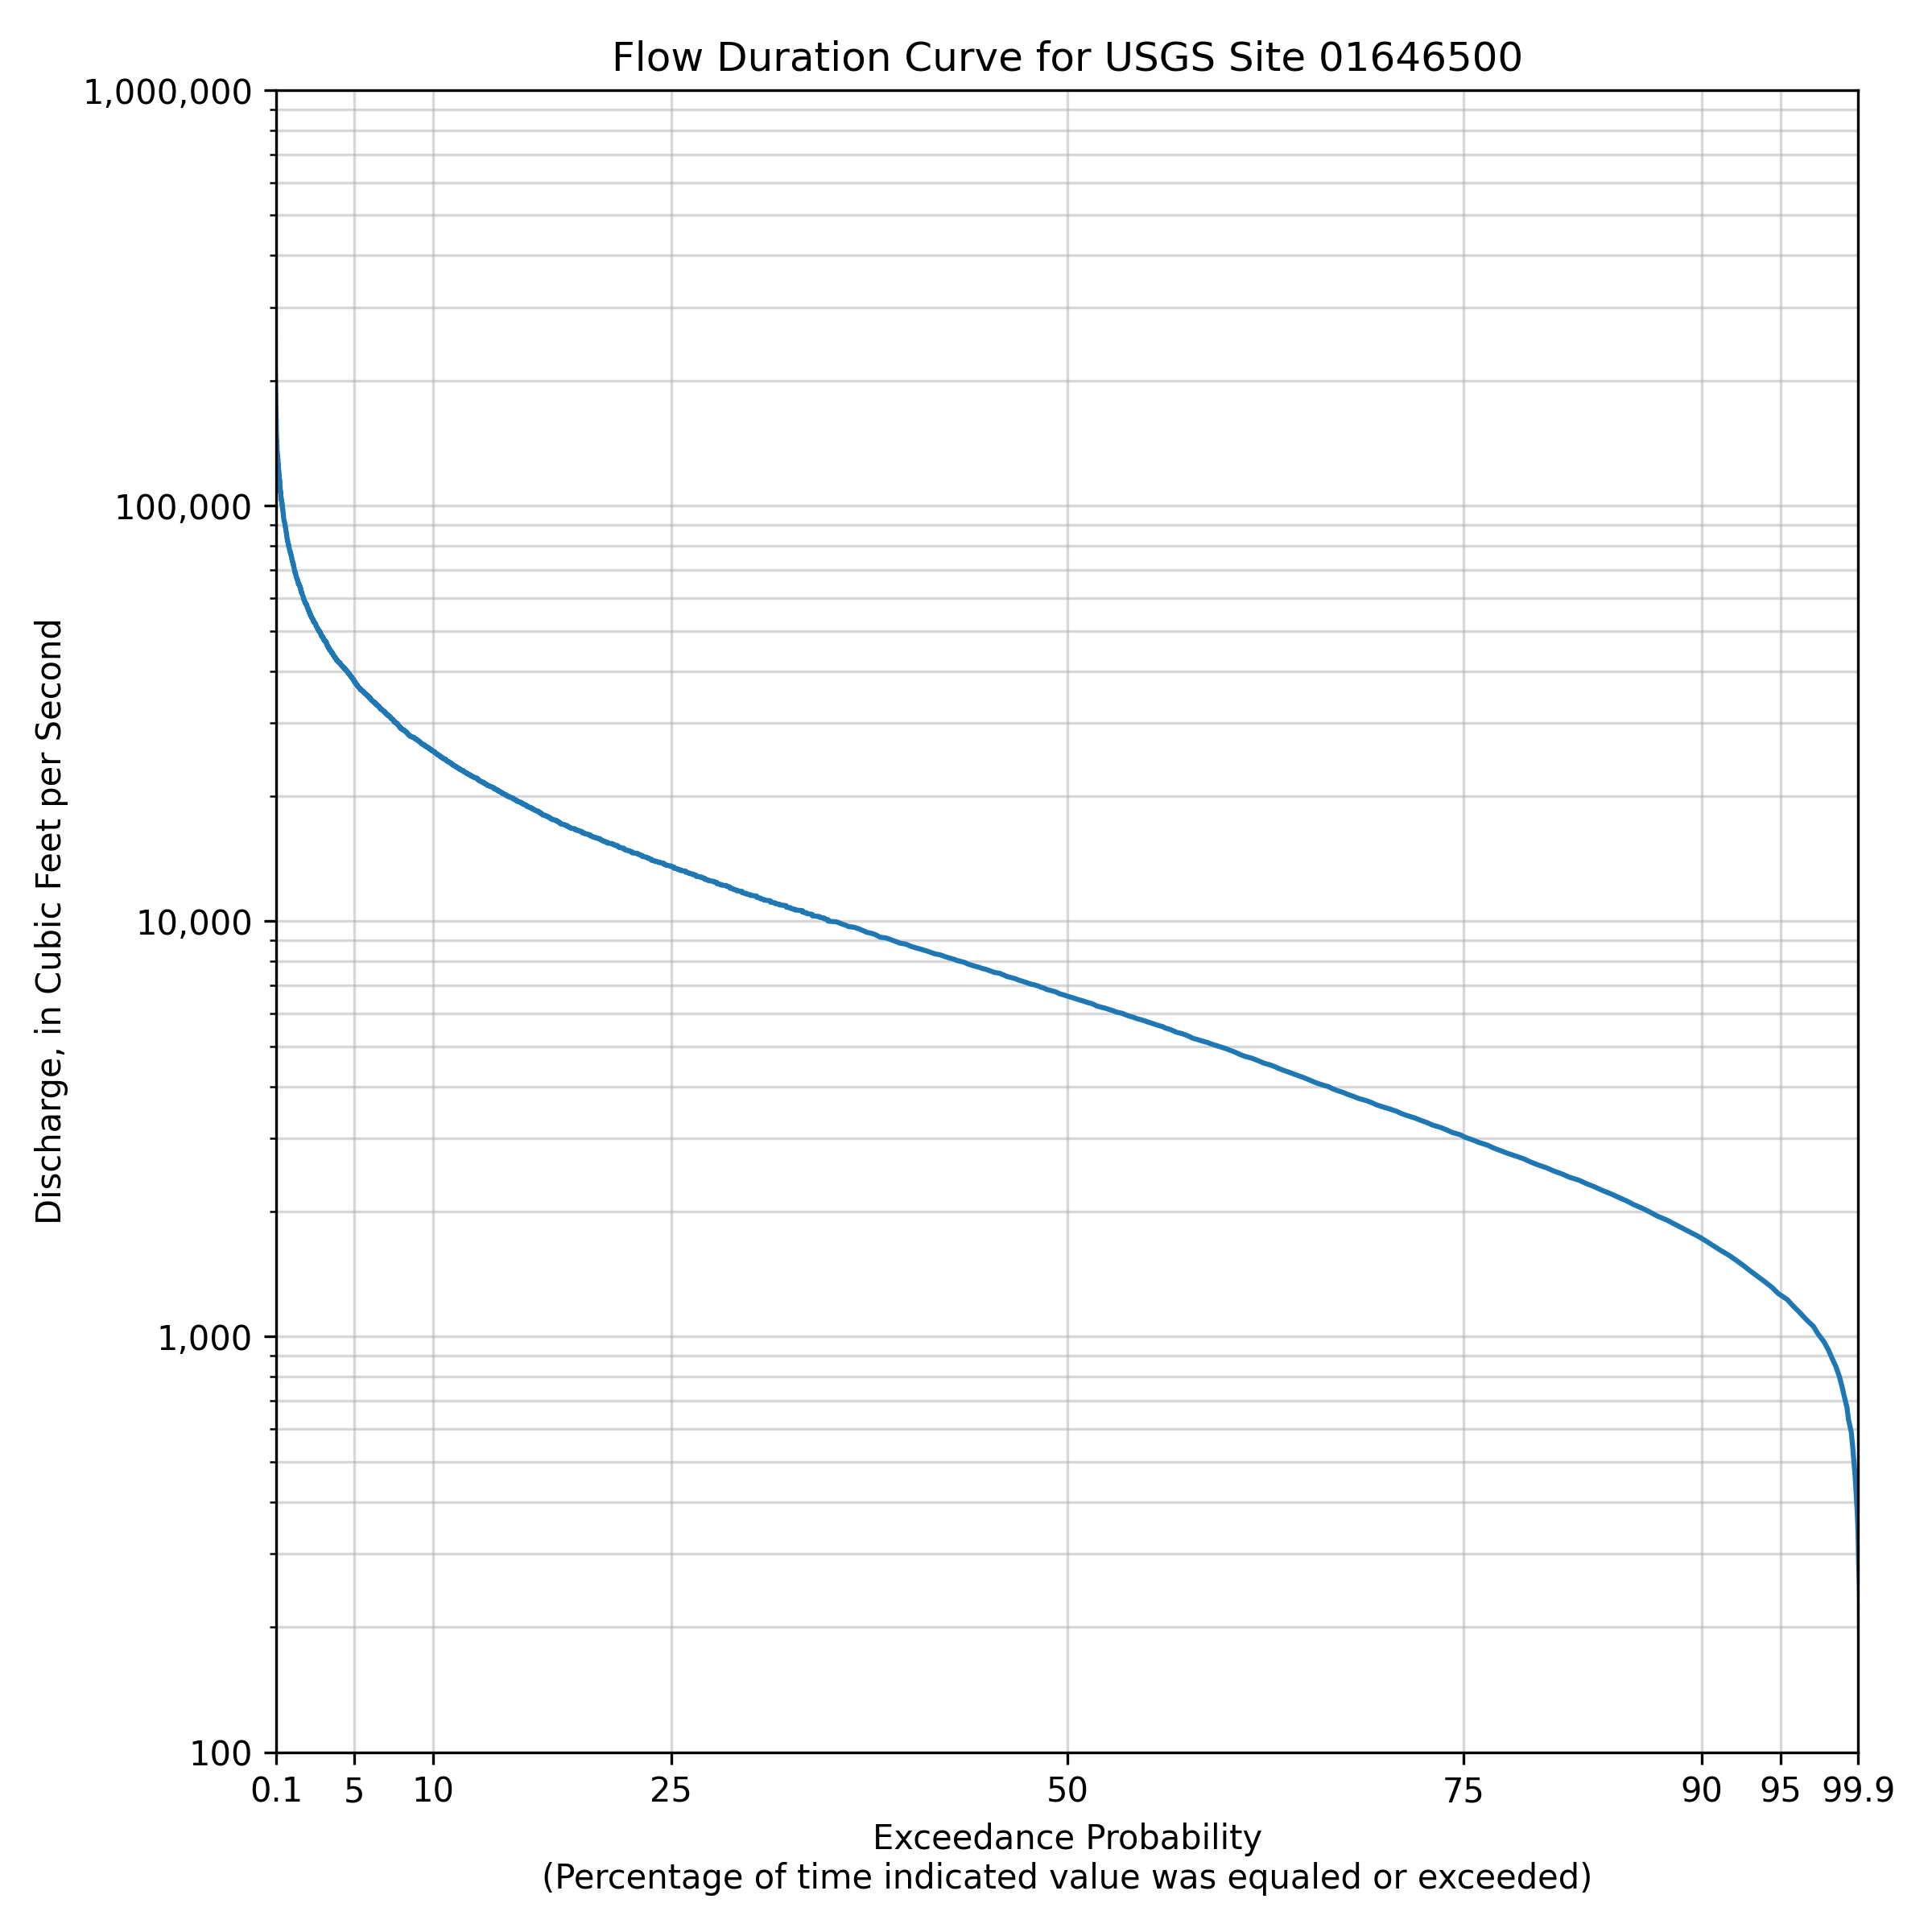 Flow Duration Curve for USGS Site 01646500
1,000,000
100,000
10,000
1,000
100
Discharge, in Cubic Feet per Second
0.1 5 10 25 50 75 90 95 99.9
Exceedance Probability
(Percentage of time indicated value was equaled or exceeded)